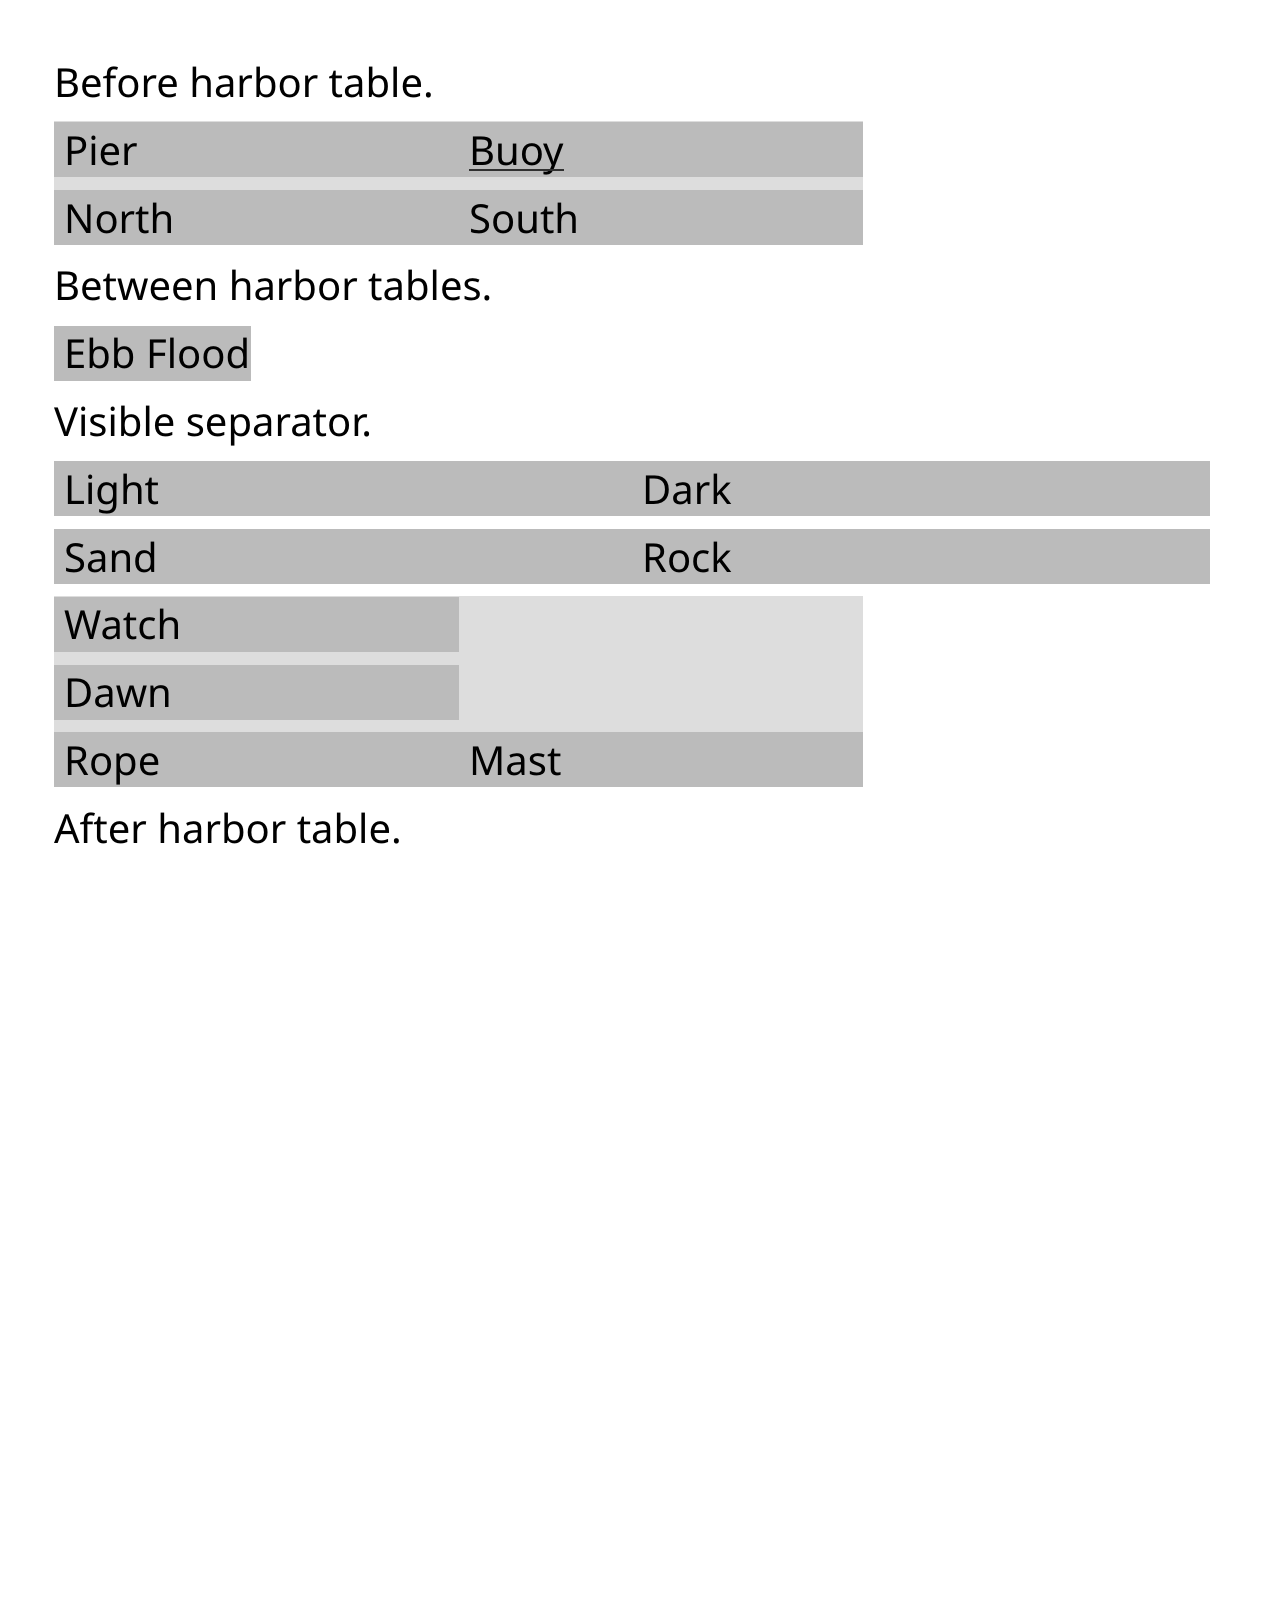 Before harbor table.
Pier Buoy
North South
Between harbor tables.
Ebb Flood
Visible separator.
Light Dark
Sand Rock
Watch
Dawn
Rope Mast
After harbor table.